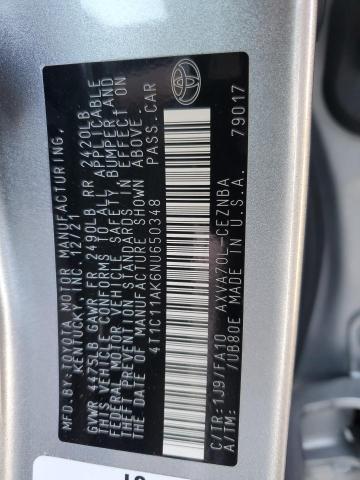 MFD.BY:TOYOTA MOTOR MANUFACTURING,
KENTUCKY, INC. 12/21
GVWR 4475LB GAWR FR 2490LB RR 2420LB
THIS VEHICLE CONFORMS TO ALL APPLICABLE
FEDERAL MOTOR VEHICLE SAFETY, BUMPER, AND
THEFT PREVENTION STANDARDS IN EFFECT ON
THE DATE OF MANUFACTURE SHOWN ABOVE.
4T1C11AK6NU650348 PASS.CAR
C/TR:1J9/FA10 AXVA70L-CEZNBA
A/TM: /UB80E MADE IN U.S.A. 79017